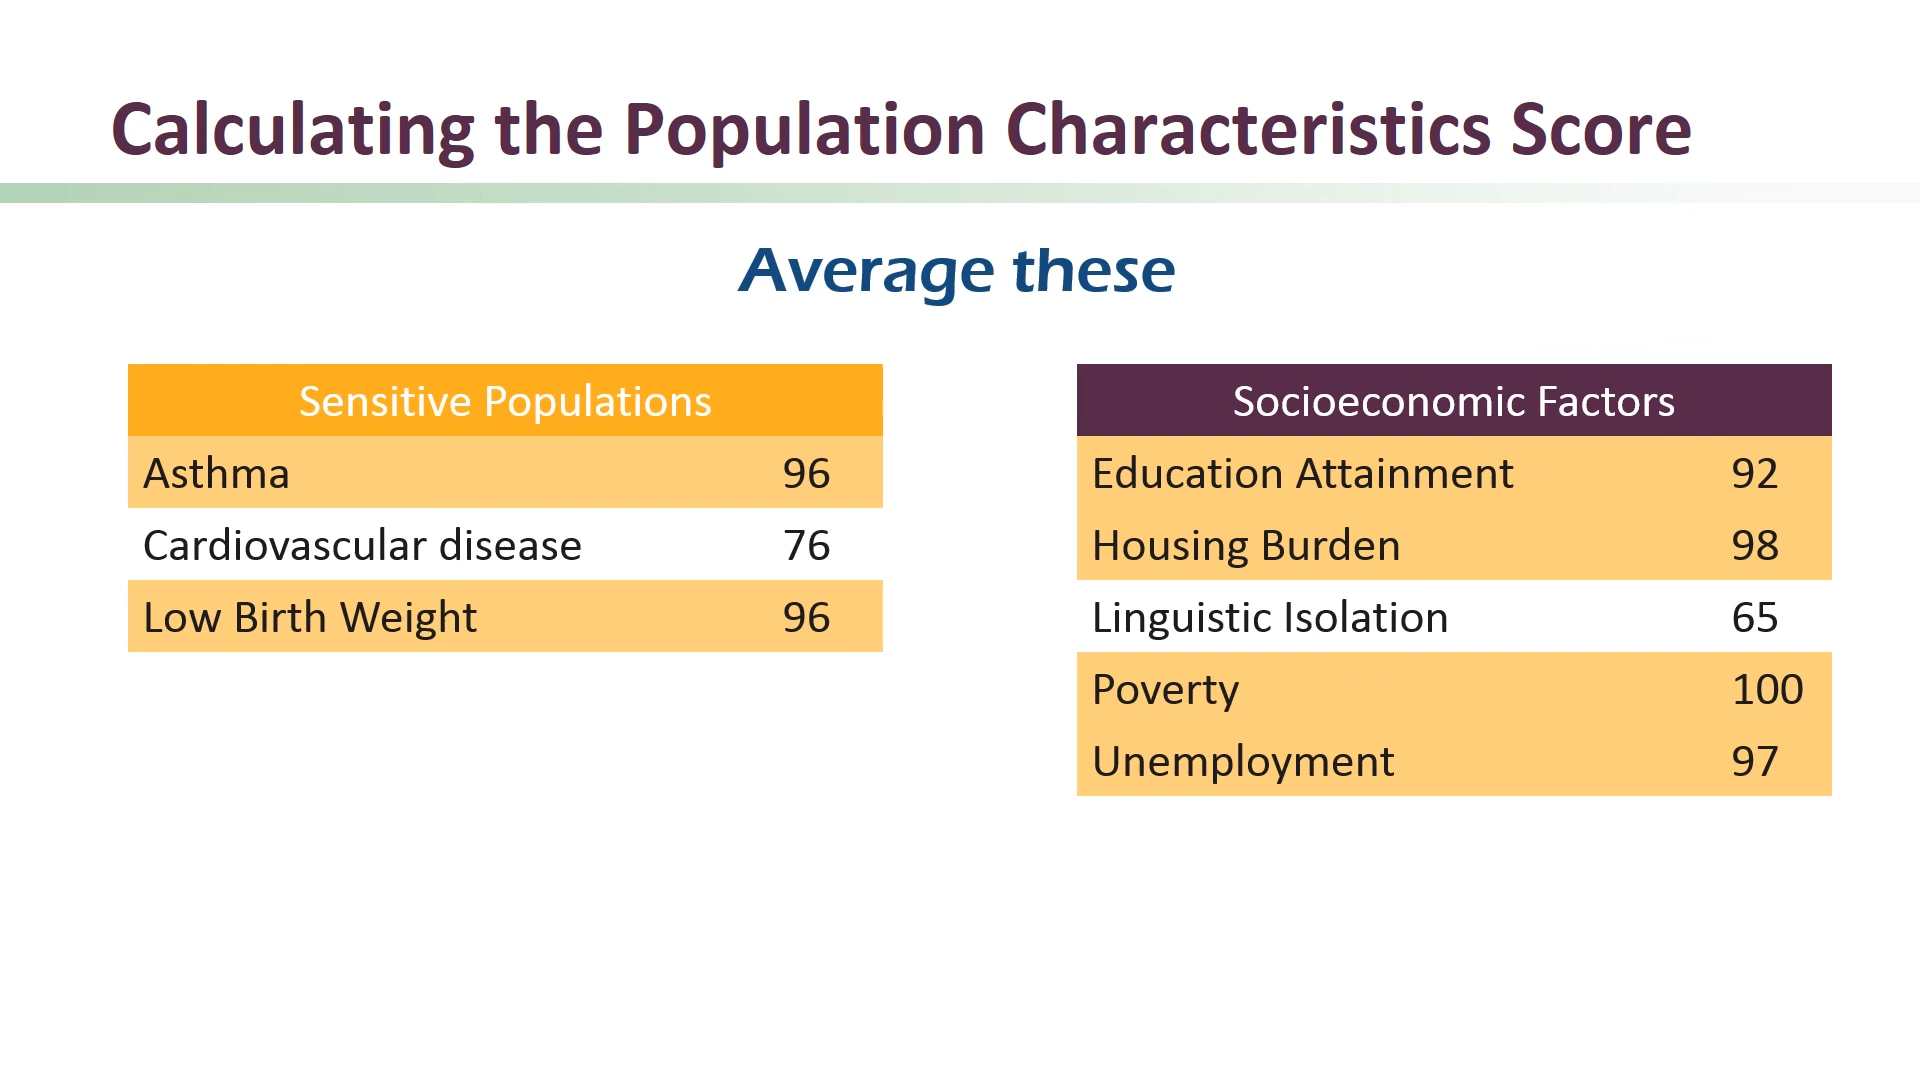 Calculating the Population Characteristics Score
Average these
Sensitive Populations
Asthma 96
Cardiovascular disease 76
Low Birth Weight 96
Socioeconomic Factors
Education Attainment 92
Housing Burden 98
Linguistic Isolation 65
Poverty 100
Unemployment 97